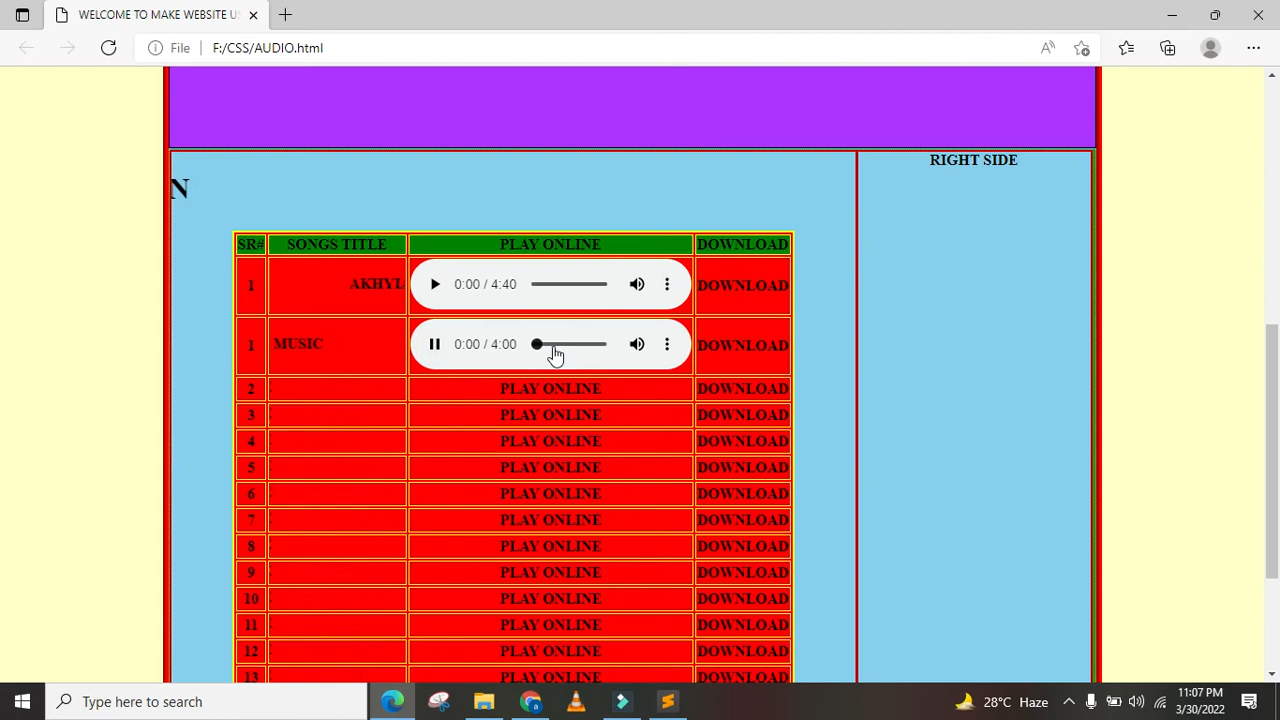 WELCOME TO MAKE WEBSITE U
File F:/CSS/AUDIO.html
RIGHT SIDE
N
SR# SONGS TITLE PLAY ONLINE DOWNLOAD
1 AKHYL 0:00 / 4:40 DOWNLOAD
1 MUSIC 0:00 / 4:00 DOWNLOAD
2 PLAY ONLINE DOWNLOAD
3 PLAY ONLINE DOWNLOAD
4 PLAY ONLINE DOWNLOAD
5 PLAY ONLINE DOWNLOAD
6 PLAY ONLINE DOWNLOAD
7 PLAY ONLINE DOWNLOAD
8 PLAY ONLINE DOWNLOAD
9 PLAY ONLINE DOWNLOAD
10 PLAY ONLINE DOWNLOAD
11 PLAY ONLINE DOWNLOAD
12 PLAY ONLINE DOWNLOAD
13 PLAY ONLINE DOWNLOAD
Type here to search
28°C Haze
11:07 PM
3/30/2022